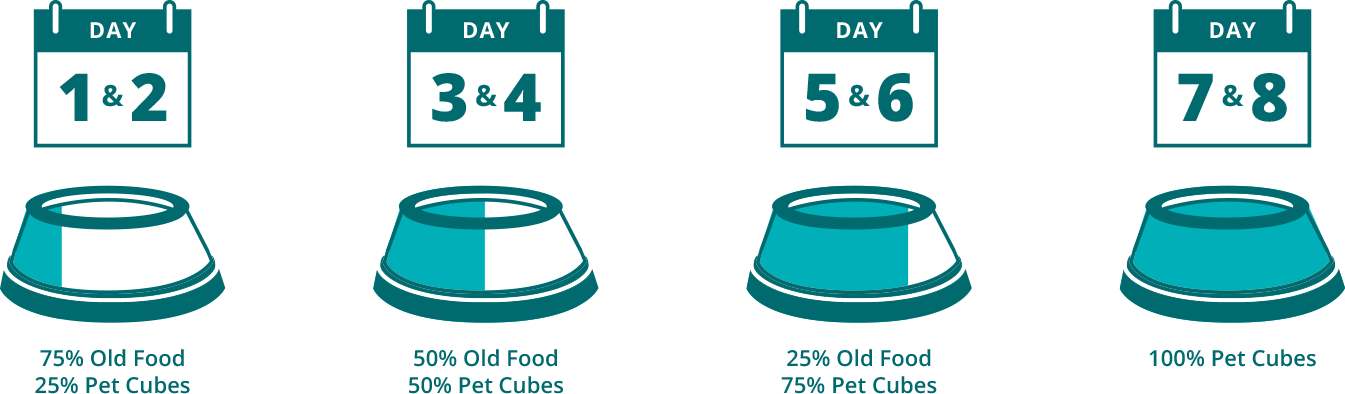 DAY
1 & 2
75% Old Food
25% Pet Cubes
DAY
3 & 4
50% Old Food
50% Pet Cubes
DAY
5 & 6
25% Old Food
75% Pet Cubes
DAY
7 & 8
100% Pet Cubes